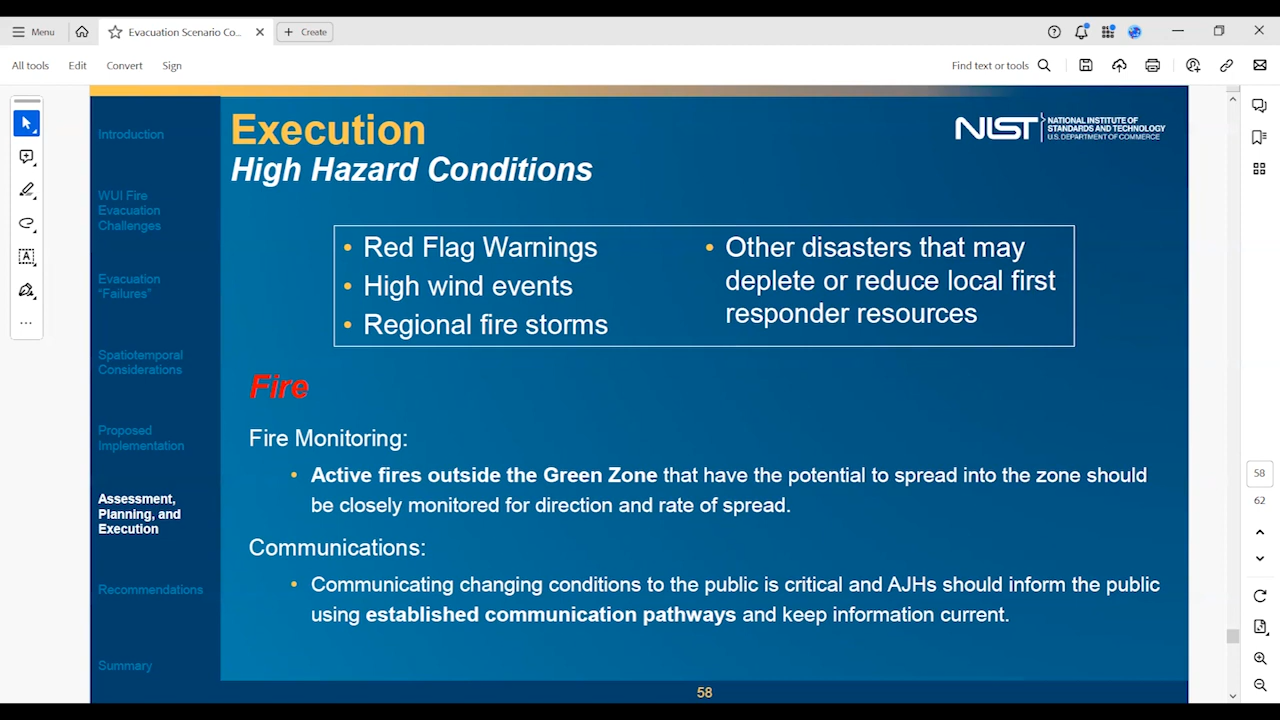 Menu
Evacuation Scenario Co...
Create
All tools
Edit
Convert
Sign
Find text or tools
Introduction
WUI Fire
Evacuation
Challenges
Evacuation
“Failures”
Spatiotemporal
Considerations
Proposed
Implementation
Assessment,
Planning, and
Execution
Recommendations
Summary
Execution
High Hazard Conditions
NIST
NATIONAL INSTITUTE OF
STANDARDS AND TECHNOLOGY
U.S. DEPARTMENT OF COMMERCE
• Red Flag Warnings
• High wind events
• Regional fire storms
• Other disasters that may
deplete or reduce local first
responder resources
Fire
Fire Monitoring:
• Active fires outside the Green Zone that have the potential to spread into the zone should
be closely monitored for direction and rate of spread.
Communications:
• Communicating changing conditions to the public is critical and AJHs should inform the public
using established communication pathways and keep information current.
58
58
62